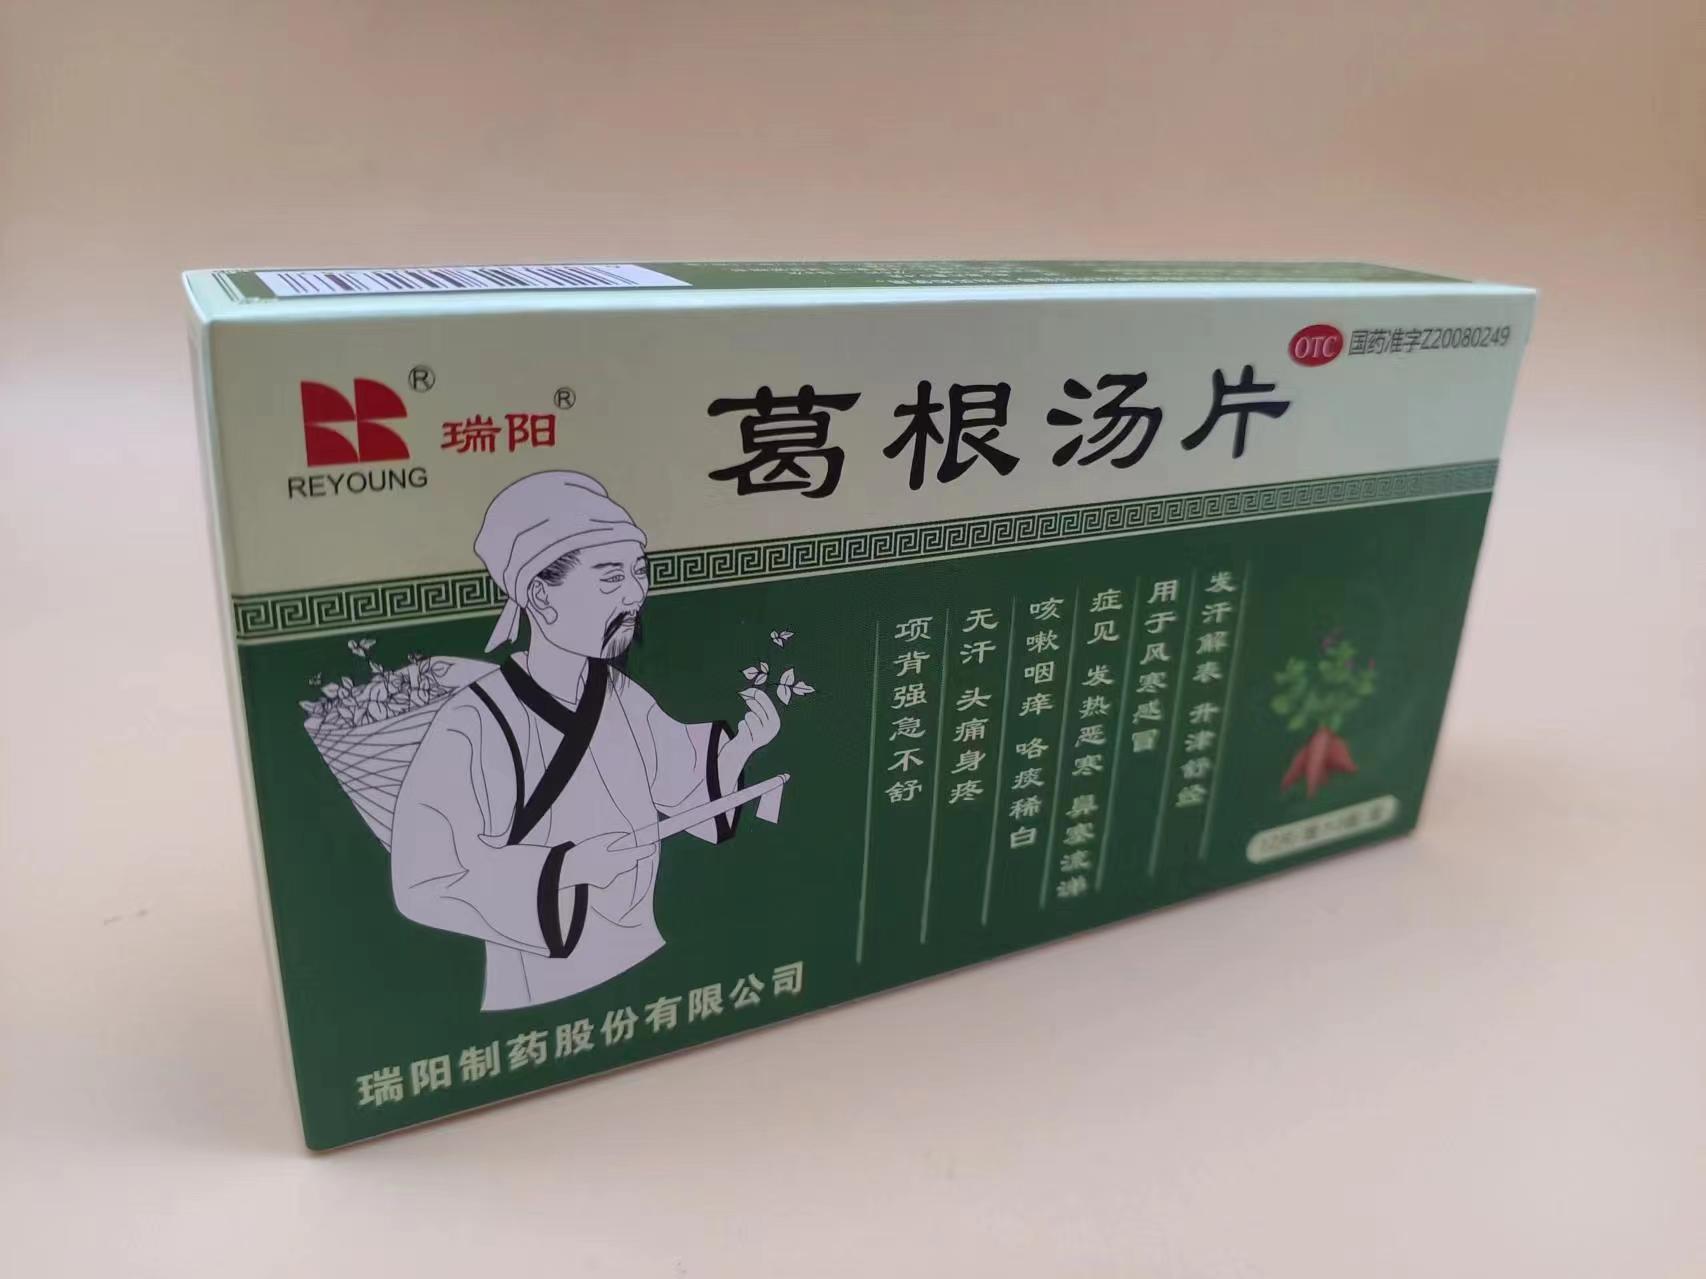 OTC 国药准字Z20080249
REYOUNG
瑞阳
葛根汤片
发汗解表 升津舒经
用于风寒感冒
症见 发热恶寒 鼻塞流涕
咳嗽咽痒 咯痰稀白
无汗 头痛身疼
项背强急不舒
瑞阳制药股份有限公司